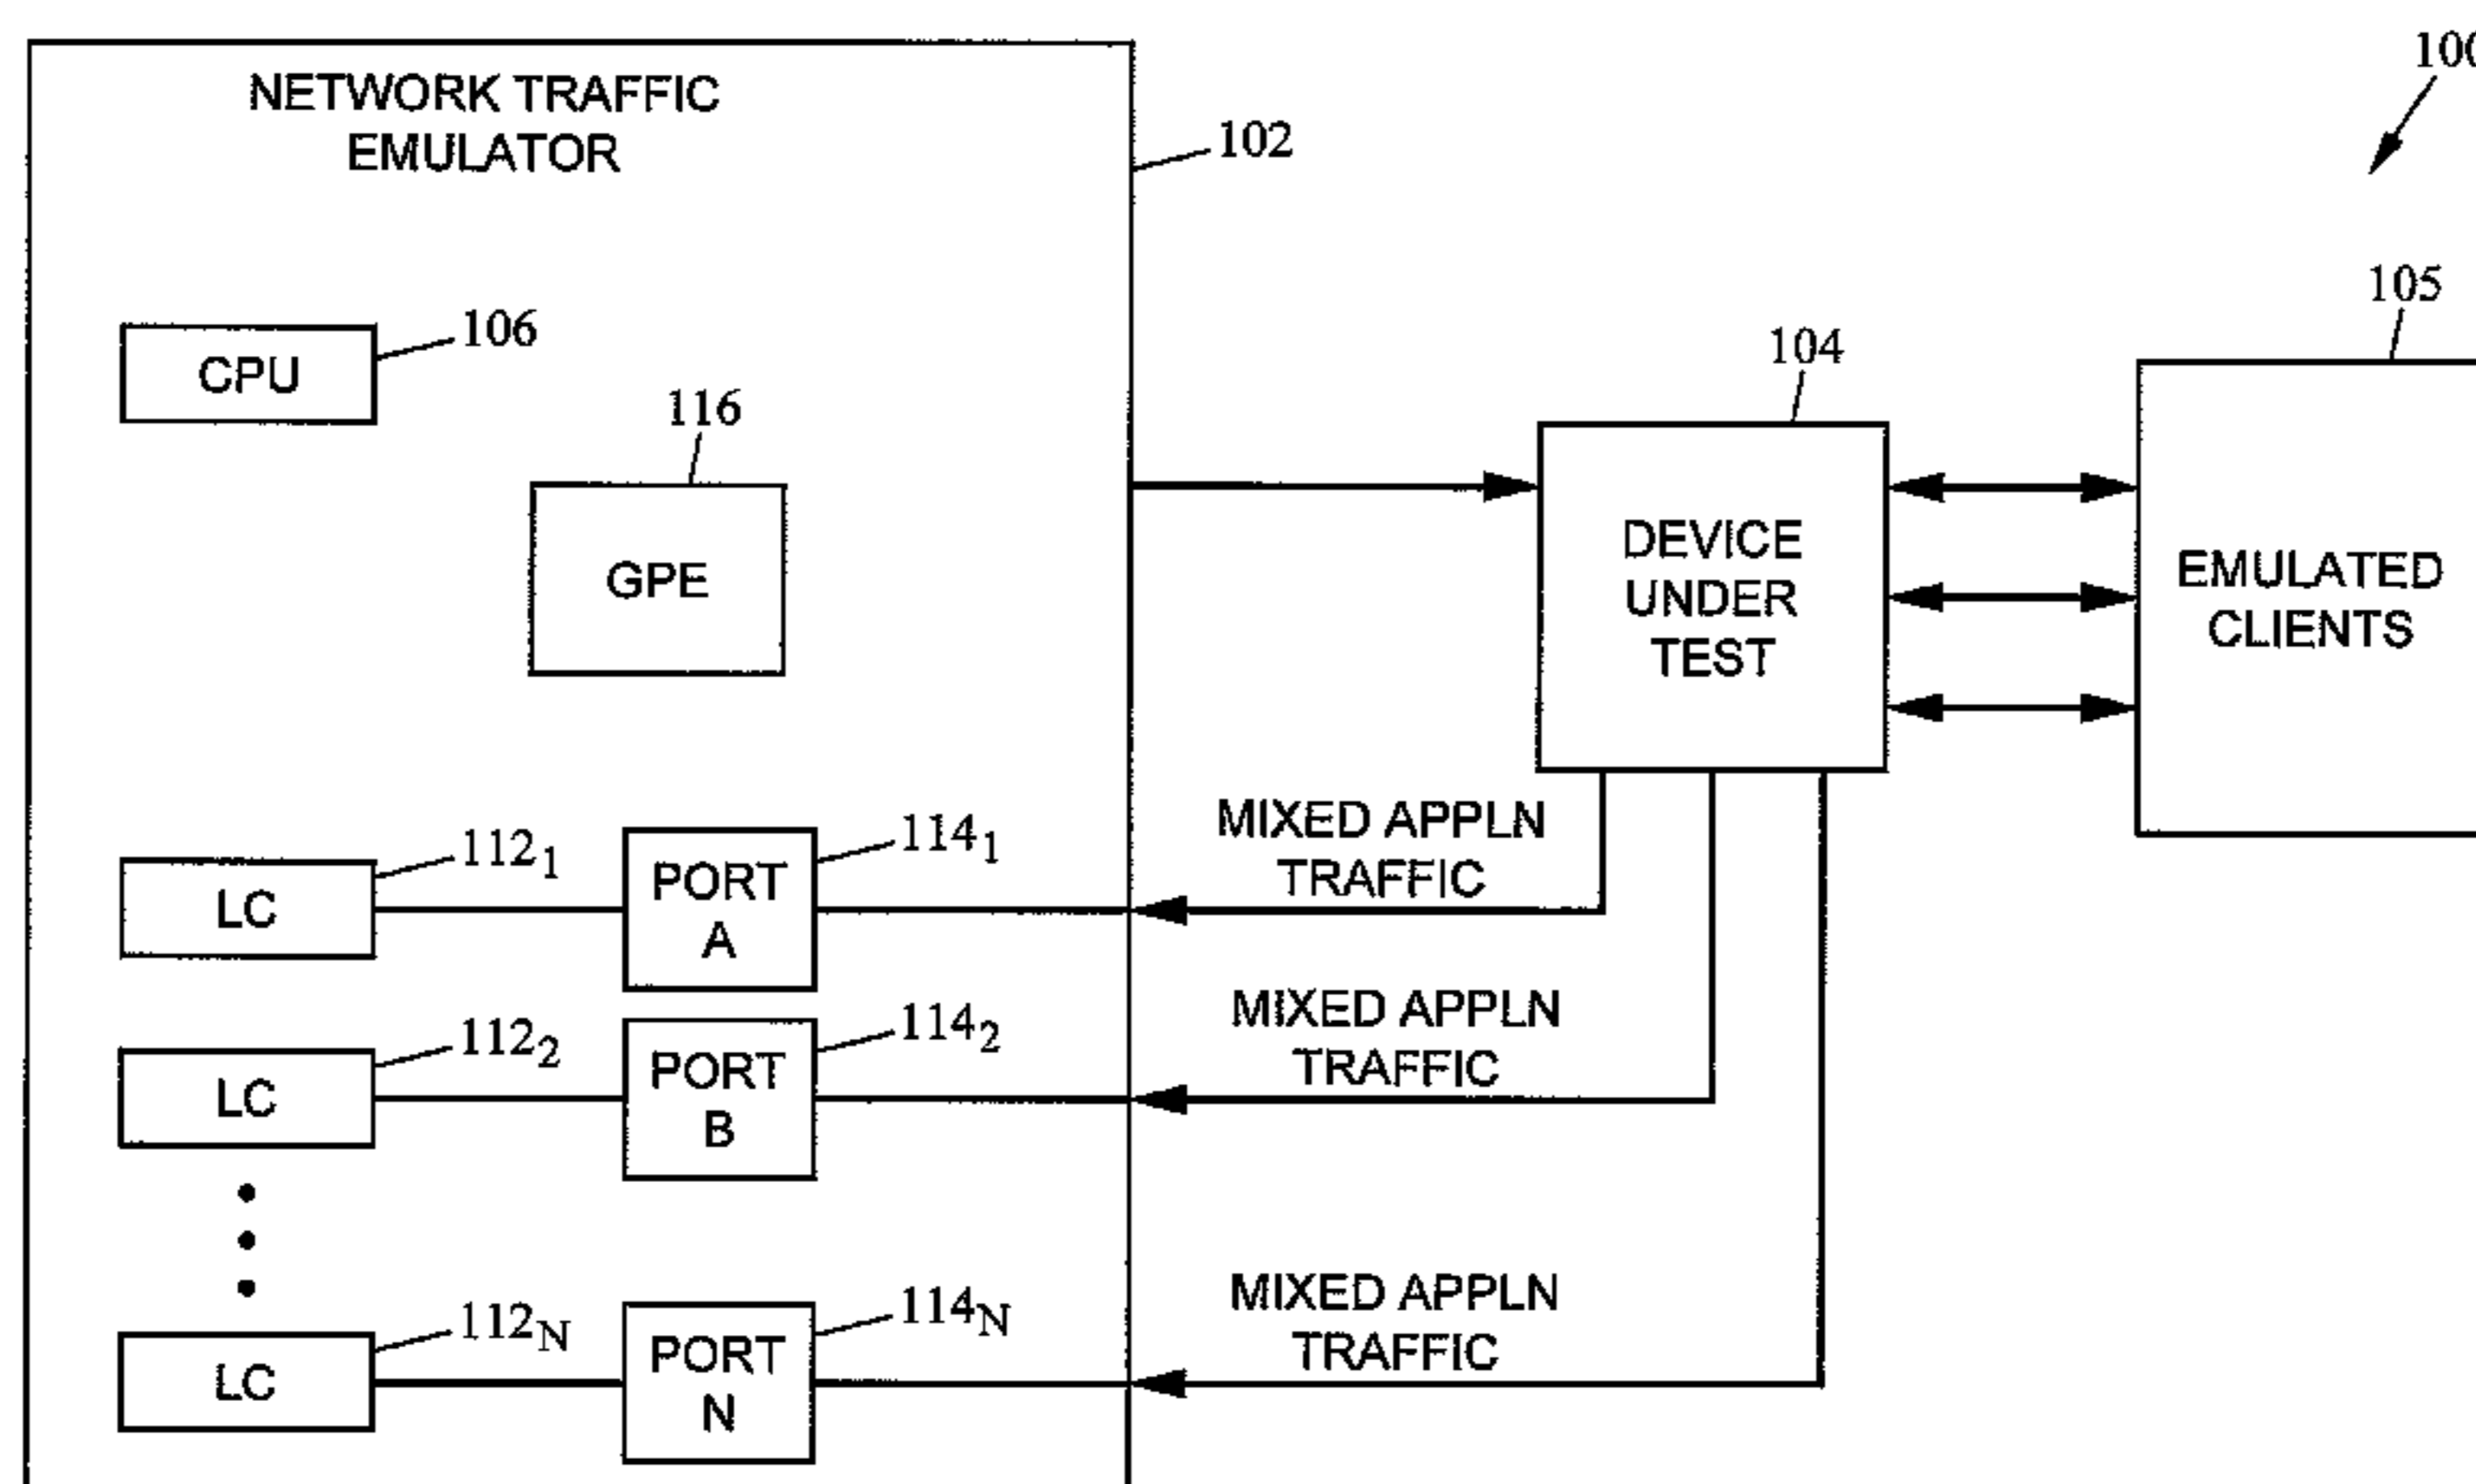 100
NETWORK TRAFFIC
EMULATOR
102
105
106
CPU
104
116
GPE
DEVICE
UNDER
TEST
EMULATED
CLIENTS
MIXED APPLN
TRAFFIC
112₁
LC
PORT
A
114₁
MIXED APPLN
TRAFFIC
112₂
LC
PORT
B
114₂
MIXED APPLN
TRAFFIC
112N
LC
PORT
N
114N